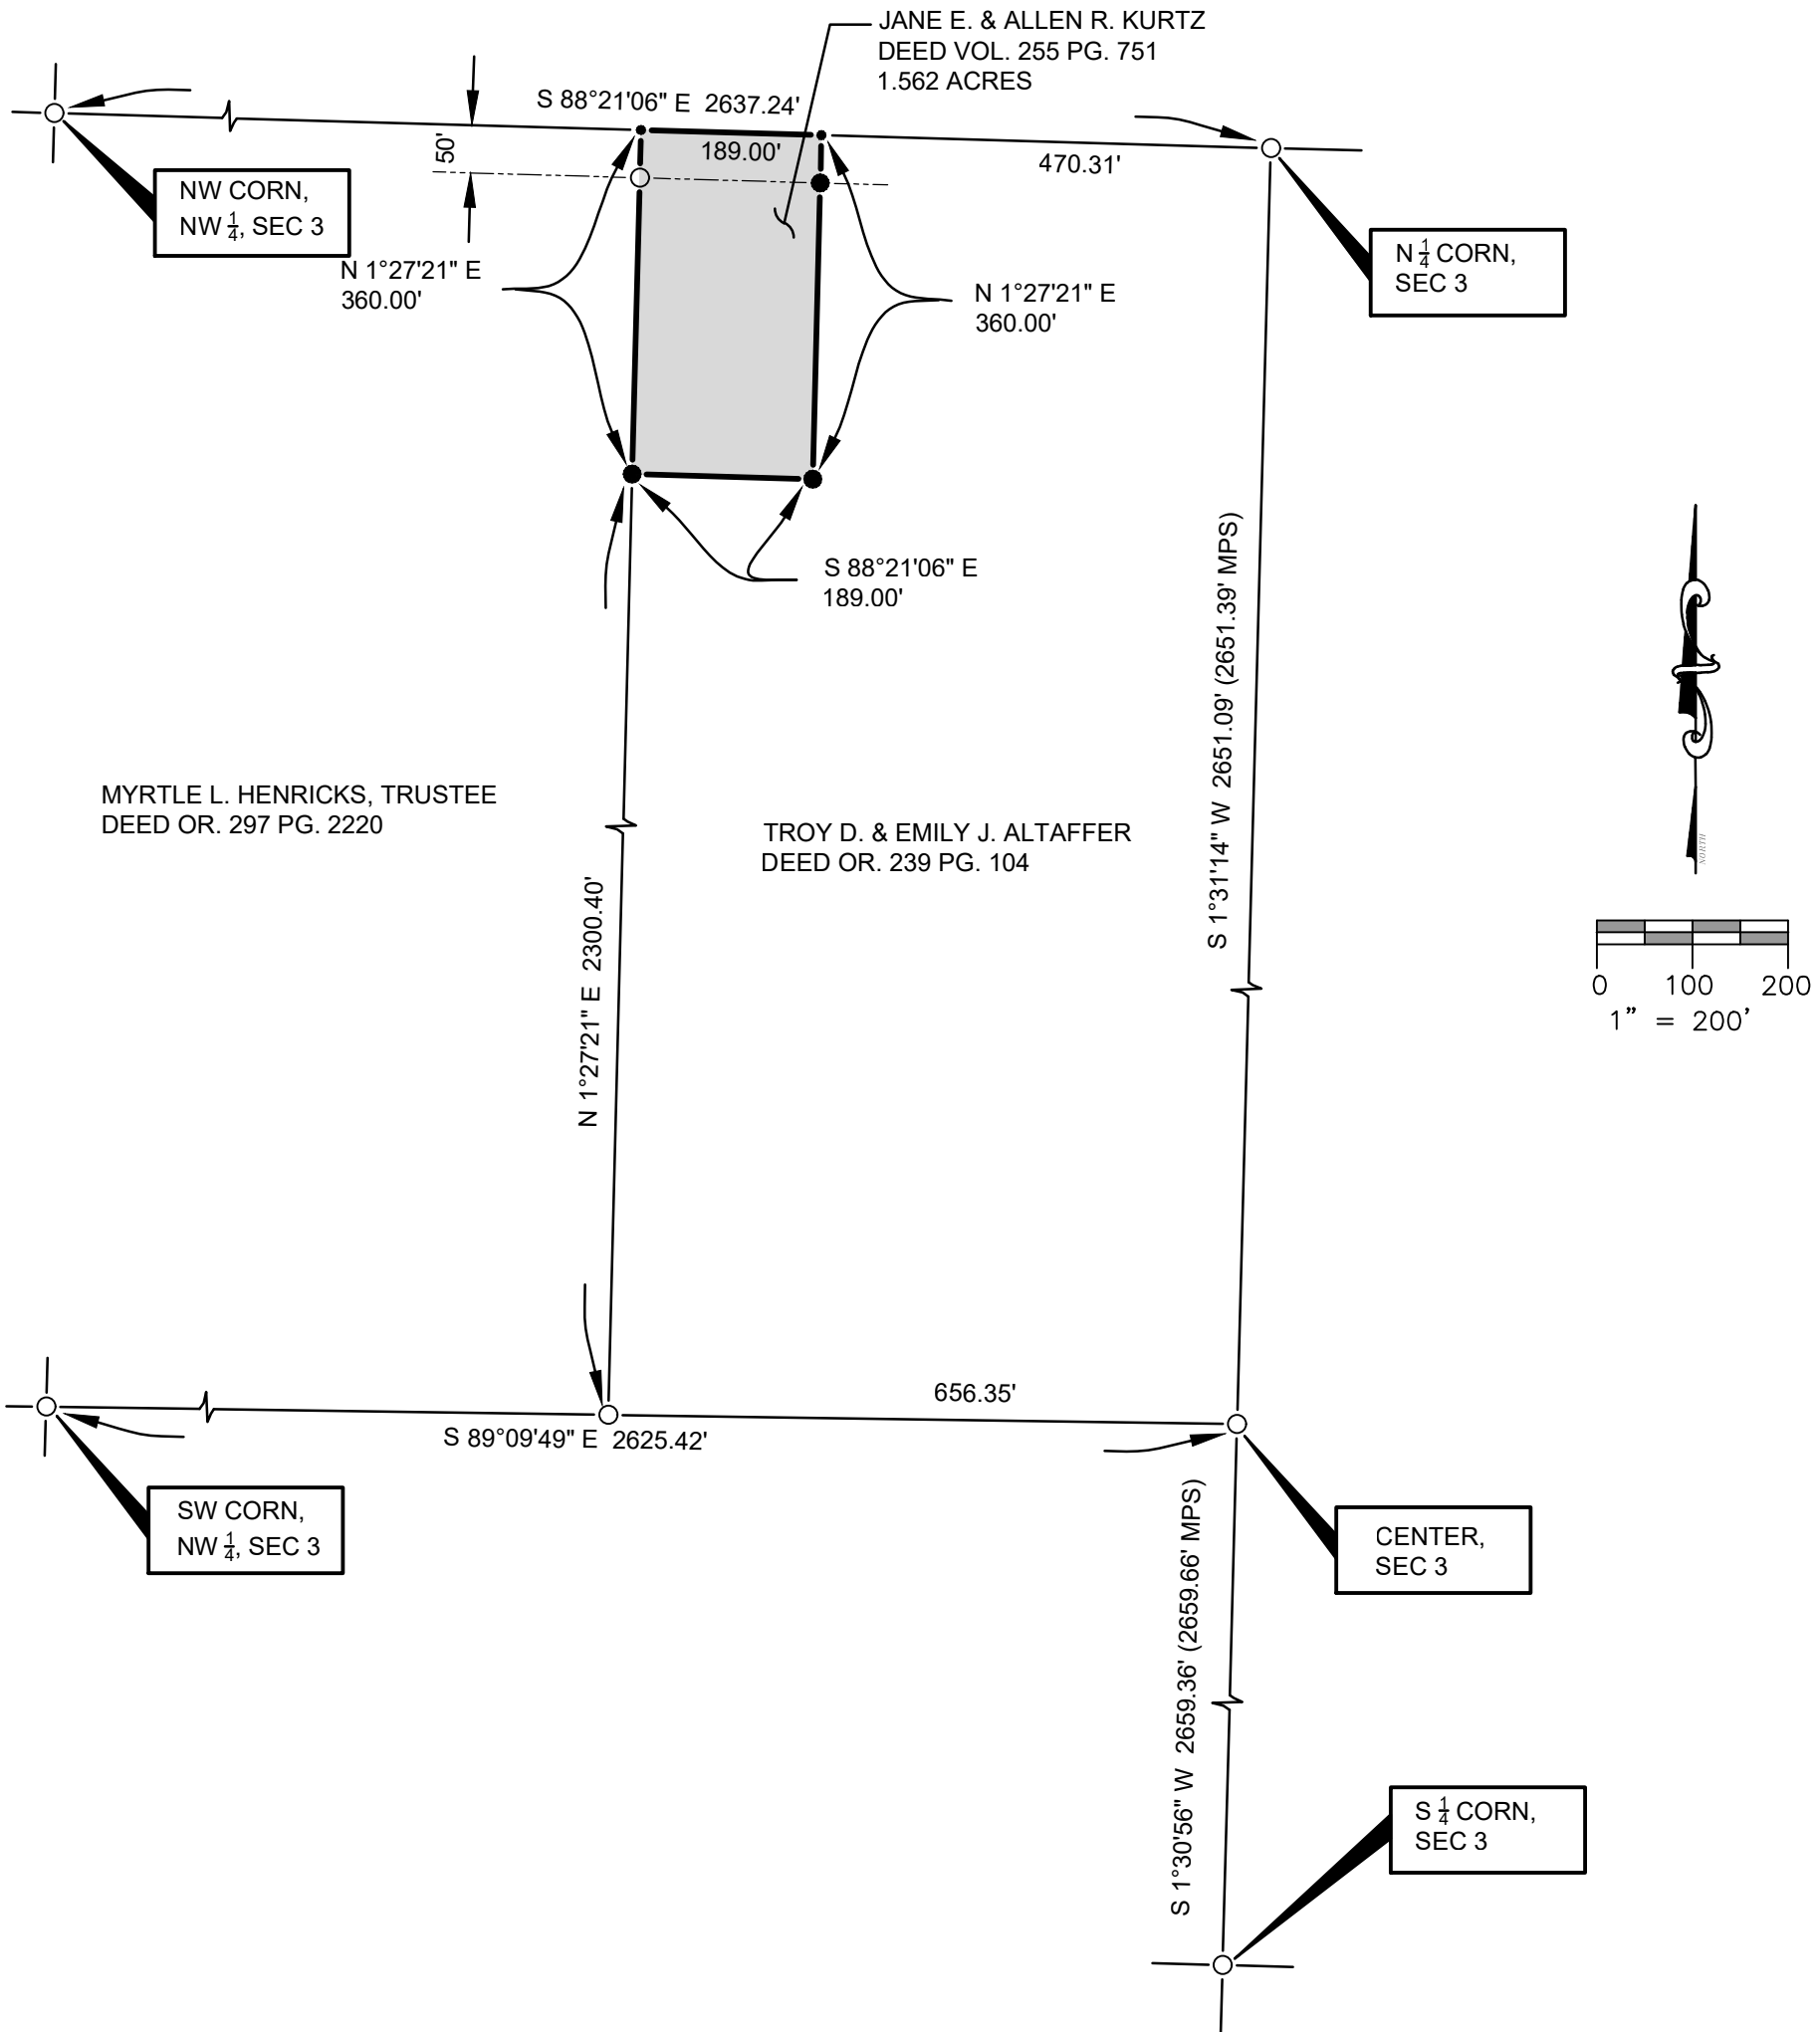 JANE E. & ALLEN R. KURTZ
DEED VOL. 255 PG. 751
1.562 ACRES
S 88°21'06" E 2637.24'
50'
189.00'
470.31'
NW CORN,
NW 1/4, SEC 3
N 1/4 CORN,
SEC 3
N 1°27'21" E
360.00'
N 1°27'21" E
360.00'
S 88°21'06" E
189.00'
S 1°31'14" W 2651.09' (2651.39' MPS)
MYRTLE L. HENRICKS, TRUSTEE
DEED OR. 297 PG. 2220
TROY D. & EMILY J. ALTAFFER
DEED OR. 239 PG. 104
NORTH
N 1°27'21" E 2300.40'
0 100 200
1" = 200'
656.35'
S 89°09'49" E 2625.42'
SW CORN,
NW 1/4, SEC 3
CENTER,
SEC 3
S 1°30'56" W 2659.36' (2659.66' MPS)
S 1/4 CORN,
SEC 3